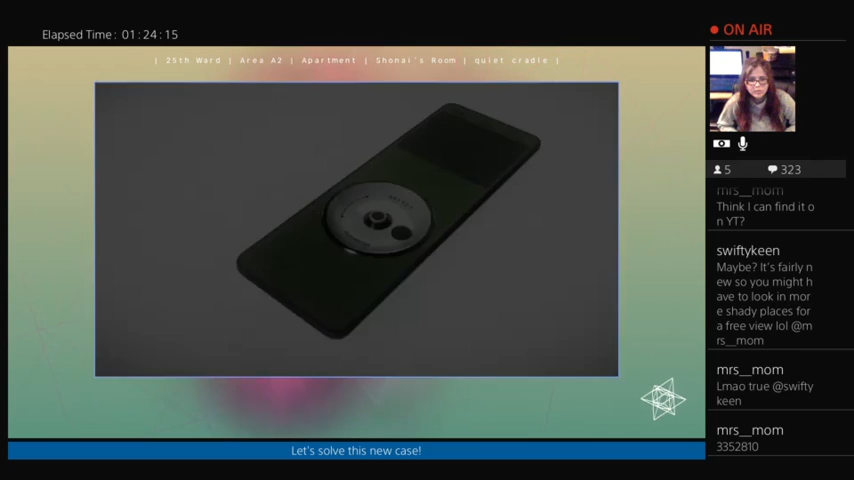 Elapsed Time: 01:24:15
ON AIR
| 25th Ward | Area A2 | Apartment | Shonai's Room | quiet cradle |
5
323
mrs__mom
Think I can find it o
n YT?
swiftykeen
Maybe? It's fairly n
ew so you might h
ave to look in mor
e shady places for
a free view lol @m
rs__mom
mrs__mom
Lmao true @swifty
keen
mrs__mom
3352810
Let's solve this new case!